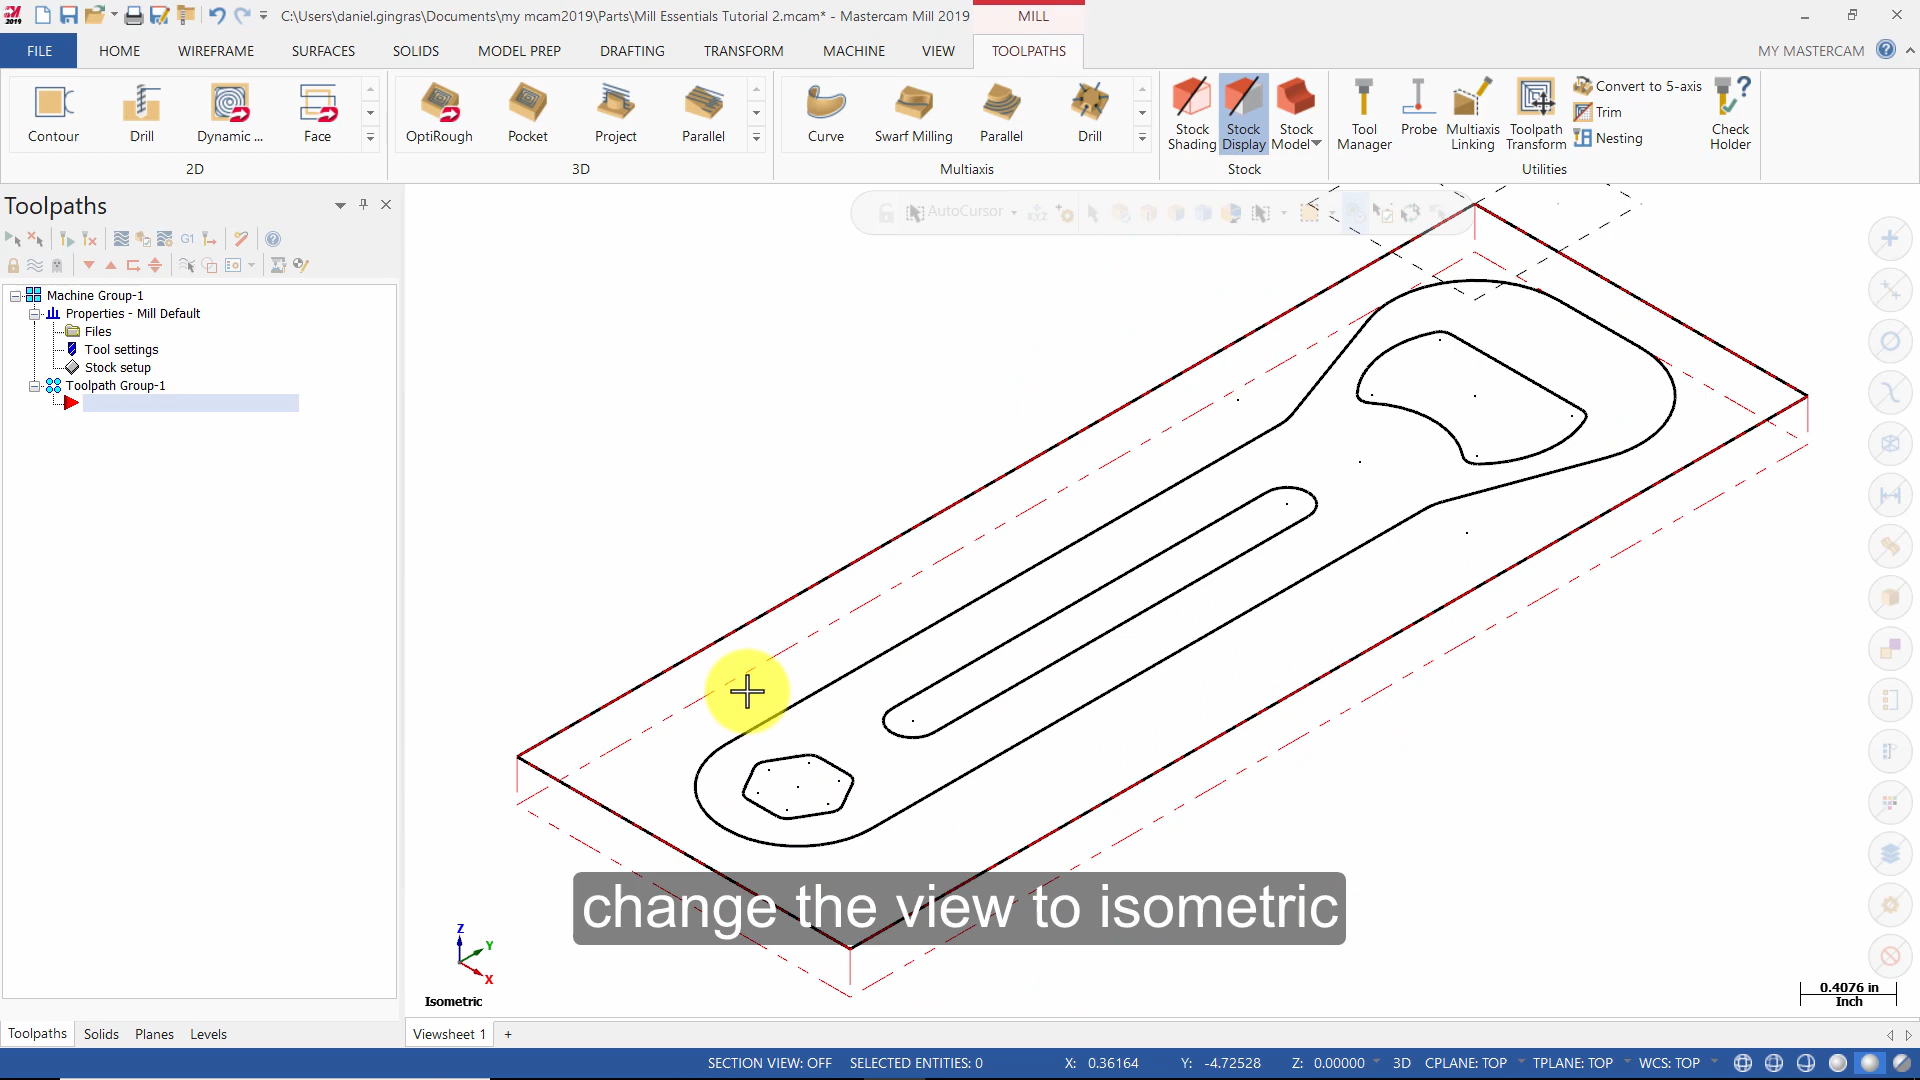 C:\Users\daniel.gingras\Documents\my mcam2019\Parts\Mill Essentials Tutorial 2.mcam* - Mastercam Mill 2019
MILL
FILE HOME WIREFRAME SURFACES SOLIDS MODEL PREP DRAFTING TRANSFORM MACHINE VIEW TOOLPATHS MY MASTERCAM
Contour Drill Dynamic ... Face
2D
OptiRough Pocket Project Parallel
3D
Curve Swarf Milling Parallel Drill
Multiaxis
Stock Shading
Stock Display
Stock Model
Stock
Tool Manager
Probe
Multiaxis Linking
Toolpath Transform
Convert to 5-axis
Trim
Nesting
Check Holder
Utilities
Toolpaths
AutoCursor
G1
Machine Group-1
Properties - Mill Default
Files
Tool settings
Stock setup
Toolpath Group-1
change the view to isometric
Z
Y
X
Isometric
0.4076 in
Inch
Toolpaths Solids Planes Levels
Viewsheet 1 +
SECTION VIEW: OFF SELECTED ENTITIES: 0 X: 0.36164 Y: -4.72528 Z: 0.00000 3D CPLANE: TOP TPLANE: TOP WCS: TOP